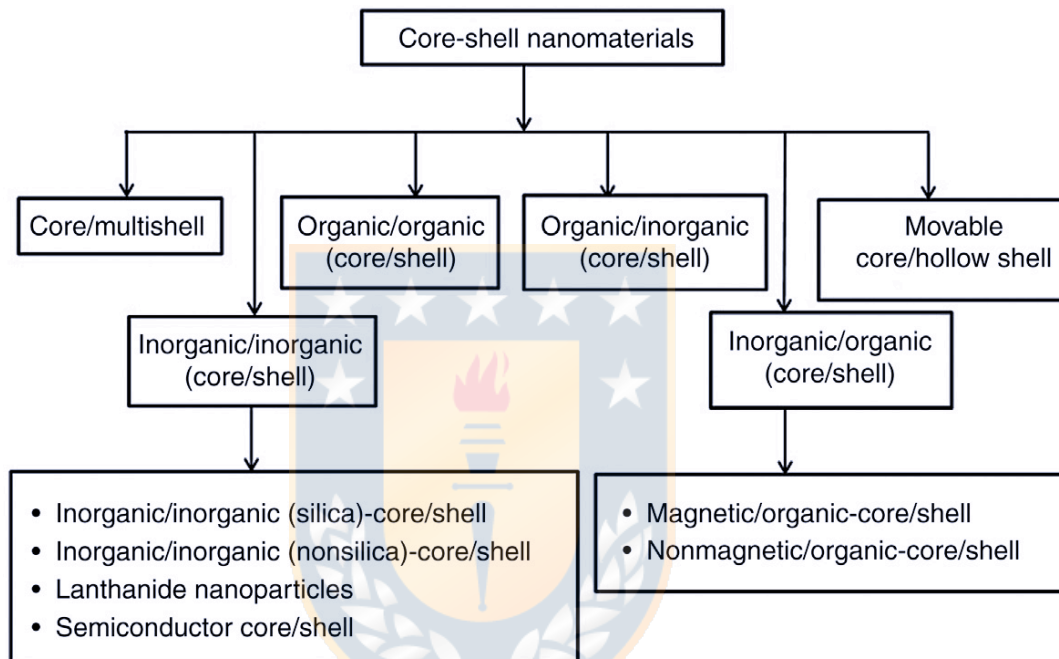 Core-shell nanomaterials
Core/multishell
Organic/organic
(core/shell)
Organic/inorganic
(core/shell)
Movable
core/hollow shell
Inorganic/inorganic
(core/shell)
Inorganic/organic
(core/shell)
• Inorganic/inorganic (silica)-core/shell
• Inorganic/inorganic (nonsilica)-core/shell
• Lanthanide nanoparticles
• Semiconductor core/shell
• Magnetic/organic-core/shell
• Nonmagnetic/organic-core/shell